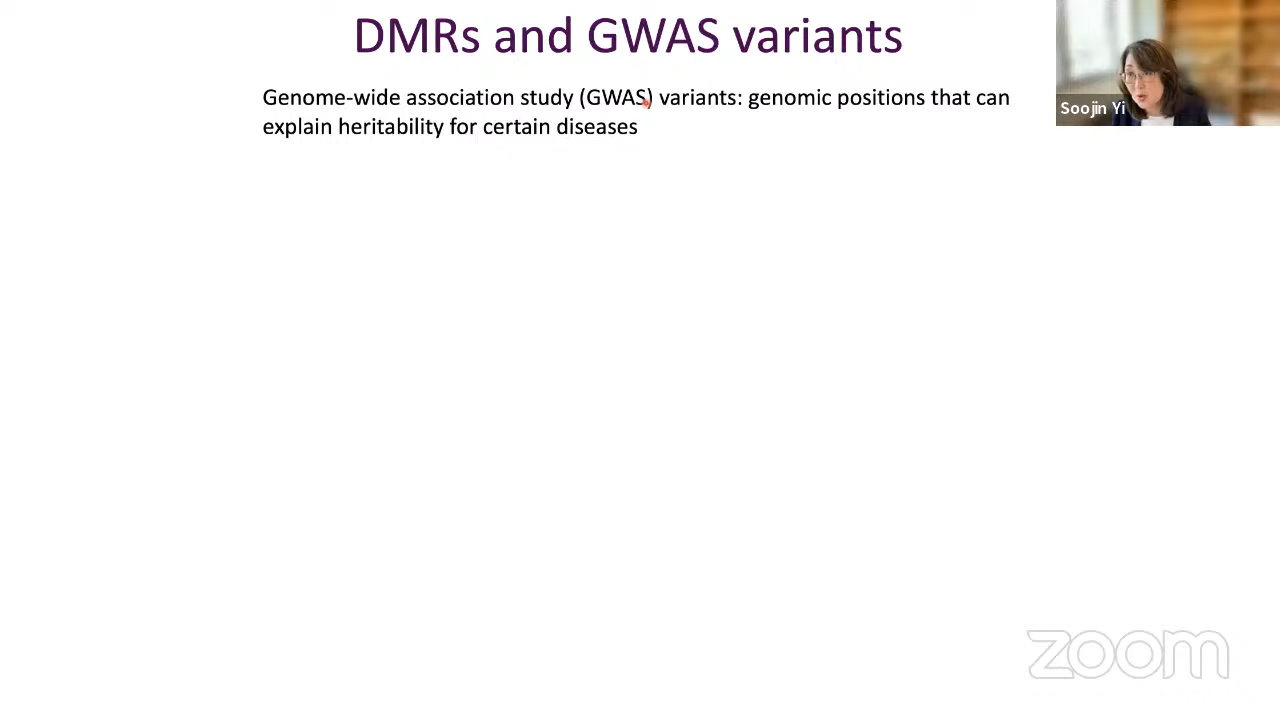 DMRs and GWAS variants
Genome-wide association study (GWAS) variants: genomic positions that can
explain heritability for certain diseases
Soojin Yi
zoom